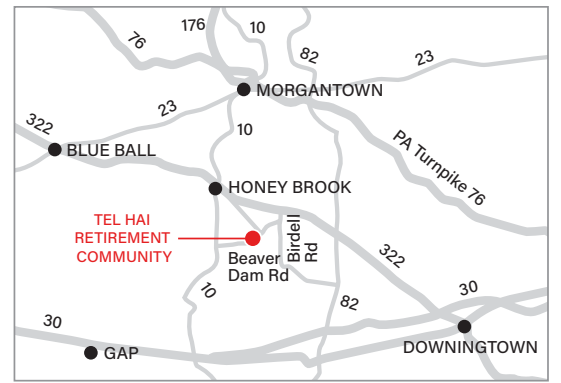 176
10
76
82
23
MORGANTOWN
23
322
10
PA Turnpike 76
BLUE BALL
HONEY BROOK
TEL HAI
RETIREMENT
COMMUNITY
Birdell
Rd
Beaver
Dam Rd
322
10
82
30
30
GAP
DOWNINGTOWN